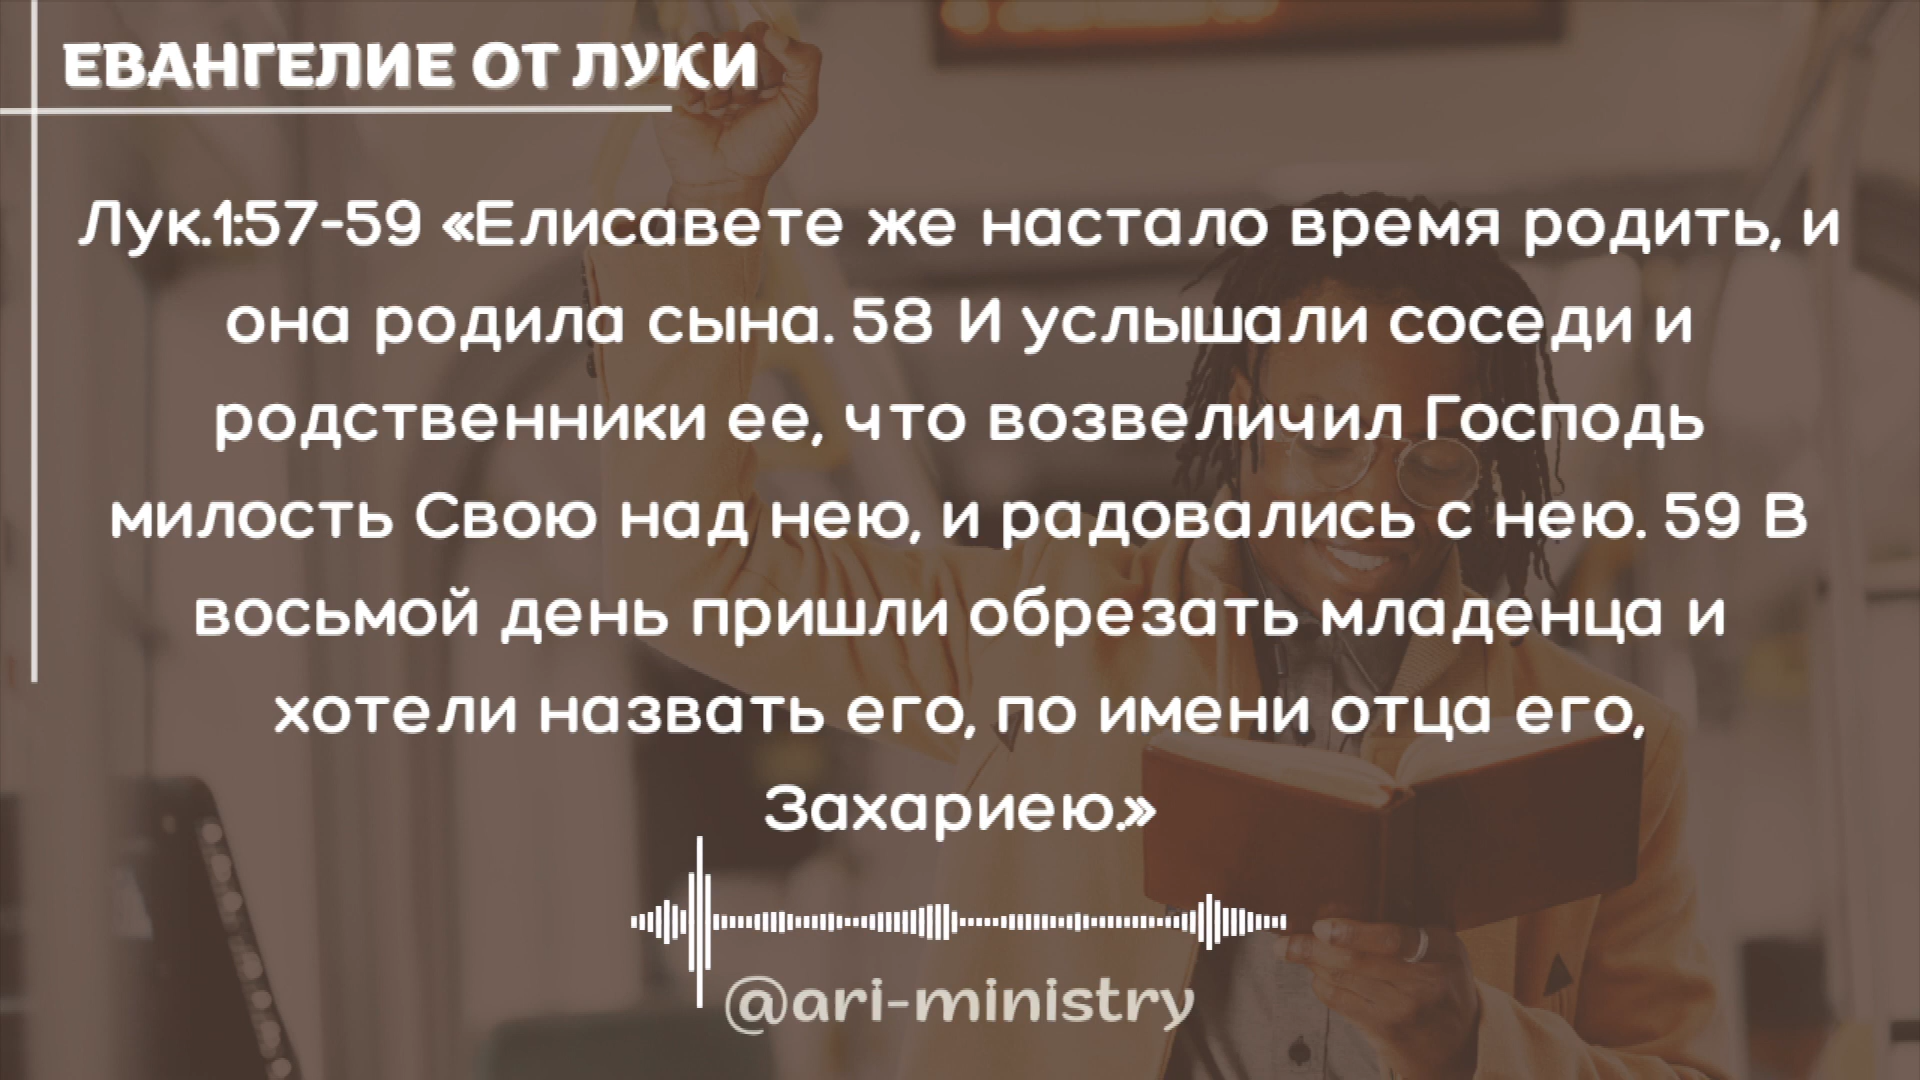 ЕВАНГЕЛИЕ ОТ ЛУКИ
Лук.1:57-59 «Елисавете же настало время родить, и
она родила сына. 58 И услышали соседи и
родственники ее, что возвеличил Господь
милость Свою над нею, и радовались с нею. 59 В
восьмой день пришли обрезать младенца и
хотели назвать его, по имени отца его,
Захариею.»
@ari-ministry